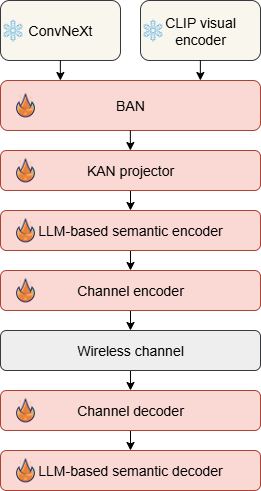 ConvNeXt
CLIP visual
encoder
BAN
KAN projector
LLM-based semantic encoder
Channel encoder
Wireless channel
Channel decoder
LLM-based semantic decoder